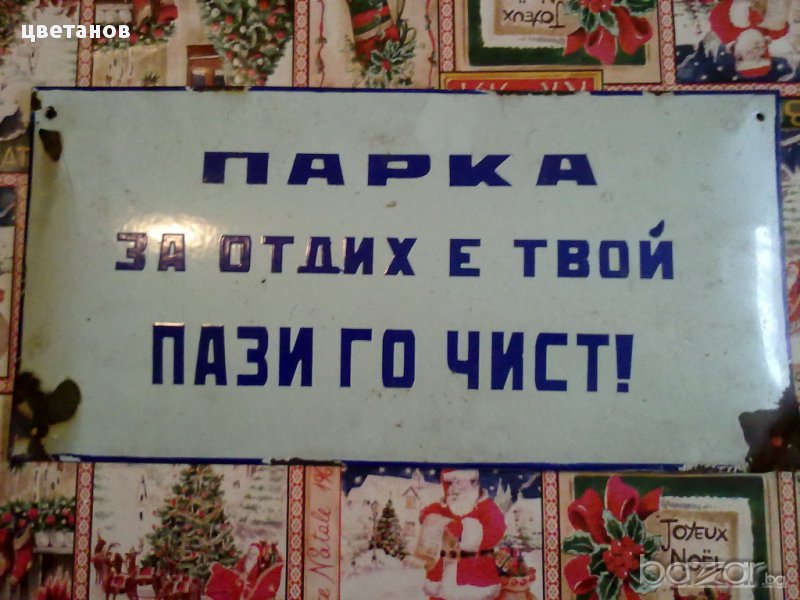 цветанов
JOYEUX
ПАРКА
ЗА ОТДИХ Е ТВОЙ
ПАЗИ ГО ЧИСТ!
JOYEUX
NOËL
bazar.bg